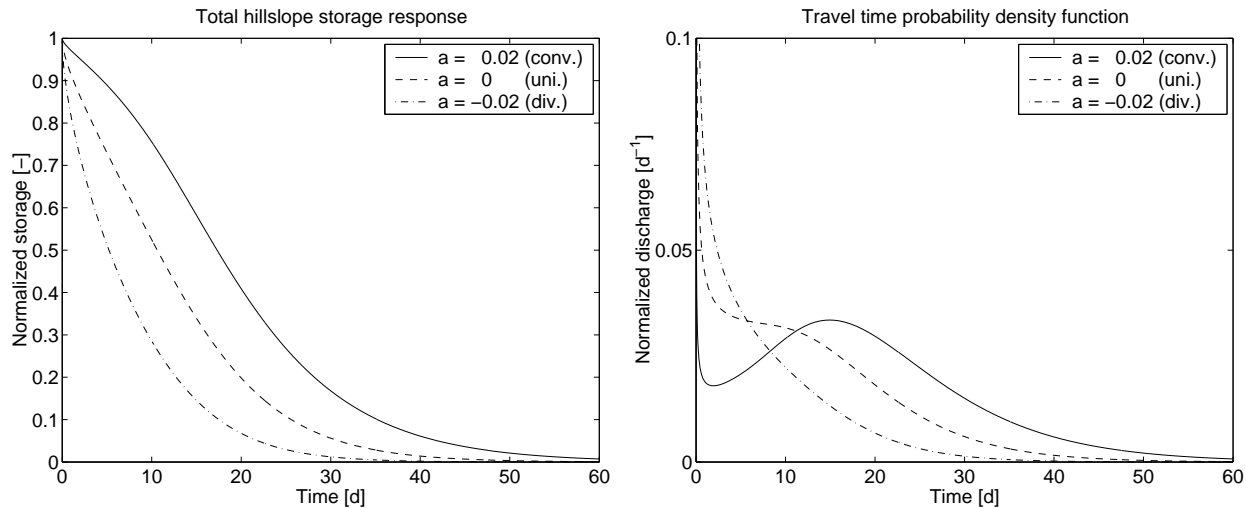 Total hillslope storage response
Normalized storage [-]
1
0.9
0.8
0.7
0.6
0.5
0.4
0.3
0.2
0.1
0
0 10 20 30 40 50 60
Time [d]
a = 0.02 (conv.)
a = 0 (uni.)
a = −0.02 (div.)
Travel time probability density function
Normalized discharge [d⁻¹]
0.1
0.05
0
0 10 20 30 40 50 60
Time [d]
a = 0.02 (conv.)
a = 0 (uni.)
a = −0.02 (div.)